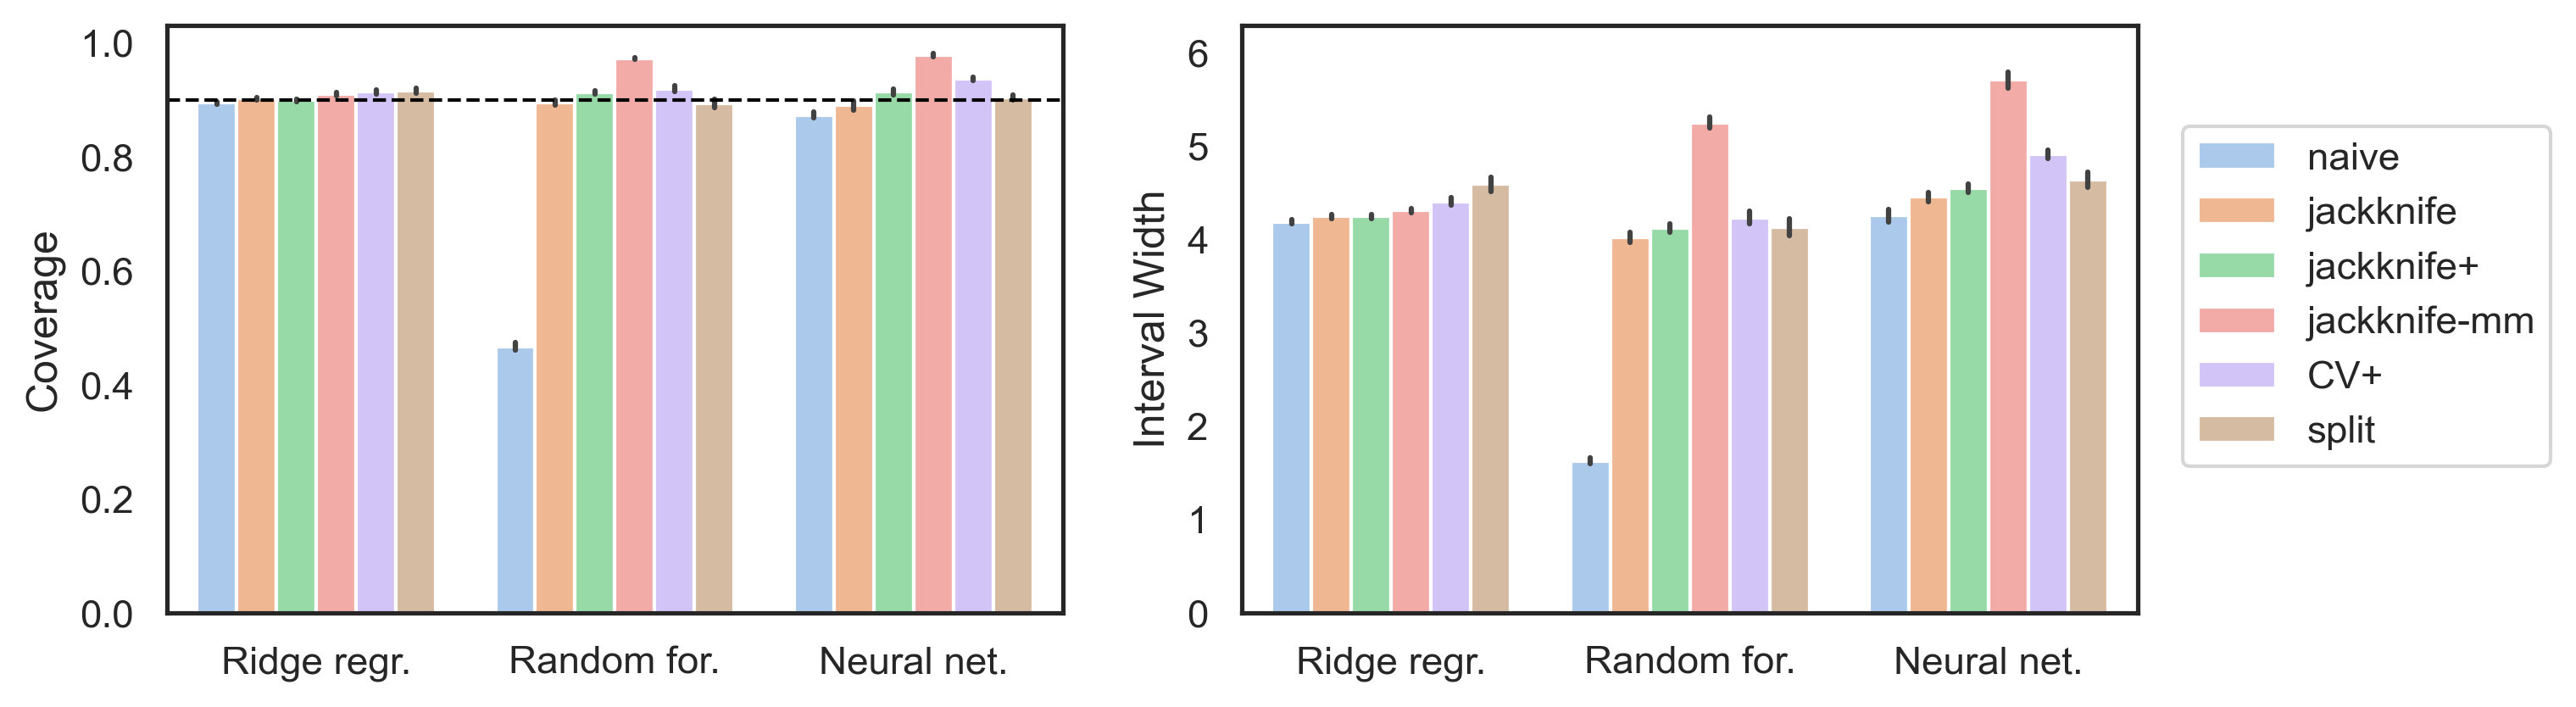 Coverage
1.0
0.8
0.6
0.4
0.2
0.0
Ridge regr.
Random for.
Neural net.
Interval Width
6
5
4
3
2
1
0
Ridge regr.
Random for.
Neural net.
naive
jackknife
jackknife+
jackknife-mm
CV+
split